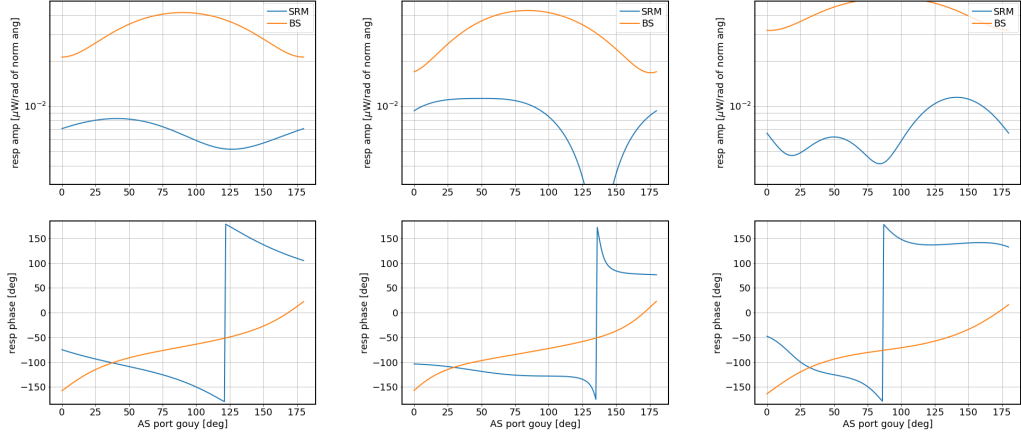 SRM
BS
resp amp [μW/rad of norm ang]
10⁻²
0 25 50 75 100 125 150 175
SRM
BS
resp amp [μW/rad of norm ang]
10⁻²
0 25 50 75 100 125 150 175
SRM
BS
resp amp [μW/rad of norm ang]
10⁻²
0 25 50 75 100 125 150 175
resp phase [deg]
150
100
50
0
−50
−100
−150
0 25 50 75 100 125 150 175
AS port gouy [deg]
resp phase [deg]
150
100
50
0
−50
−100
−150
0 25 50 75 100 125 150 175
AS port gouy [deg]
resp phase [deg]
150
100
50
0
−50
−100
−150
0 25 50 75 100 125 150 175
AS port gouy [deg]